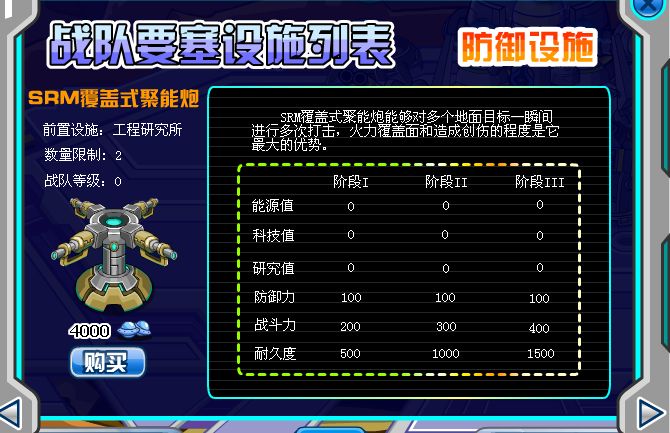 战队要塞设施列表
防御设施
SRM覆盖式聚能炮
前置设施：工程研究所
数量限制：2
战队等级：0
4000
购买
SRM覆盖式聚能炮能够对多个地面目标一瞬间
进行多次打击，火力覆盖面和造成创伤的程度是它
最大的优势。
阶段I 阶段II 阶段III
能源值 0 0 0
科技值 0 0 0
研究值 0 0 0
防御力 100 100 100
战斗力 200 300 400
耐久度 500 1000 1500